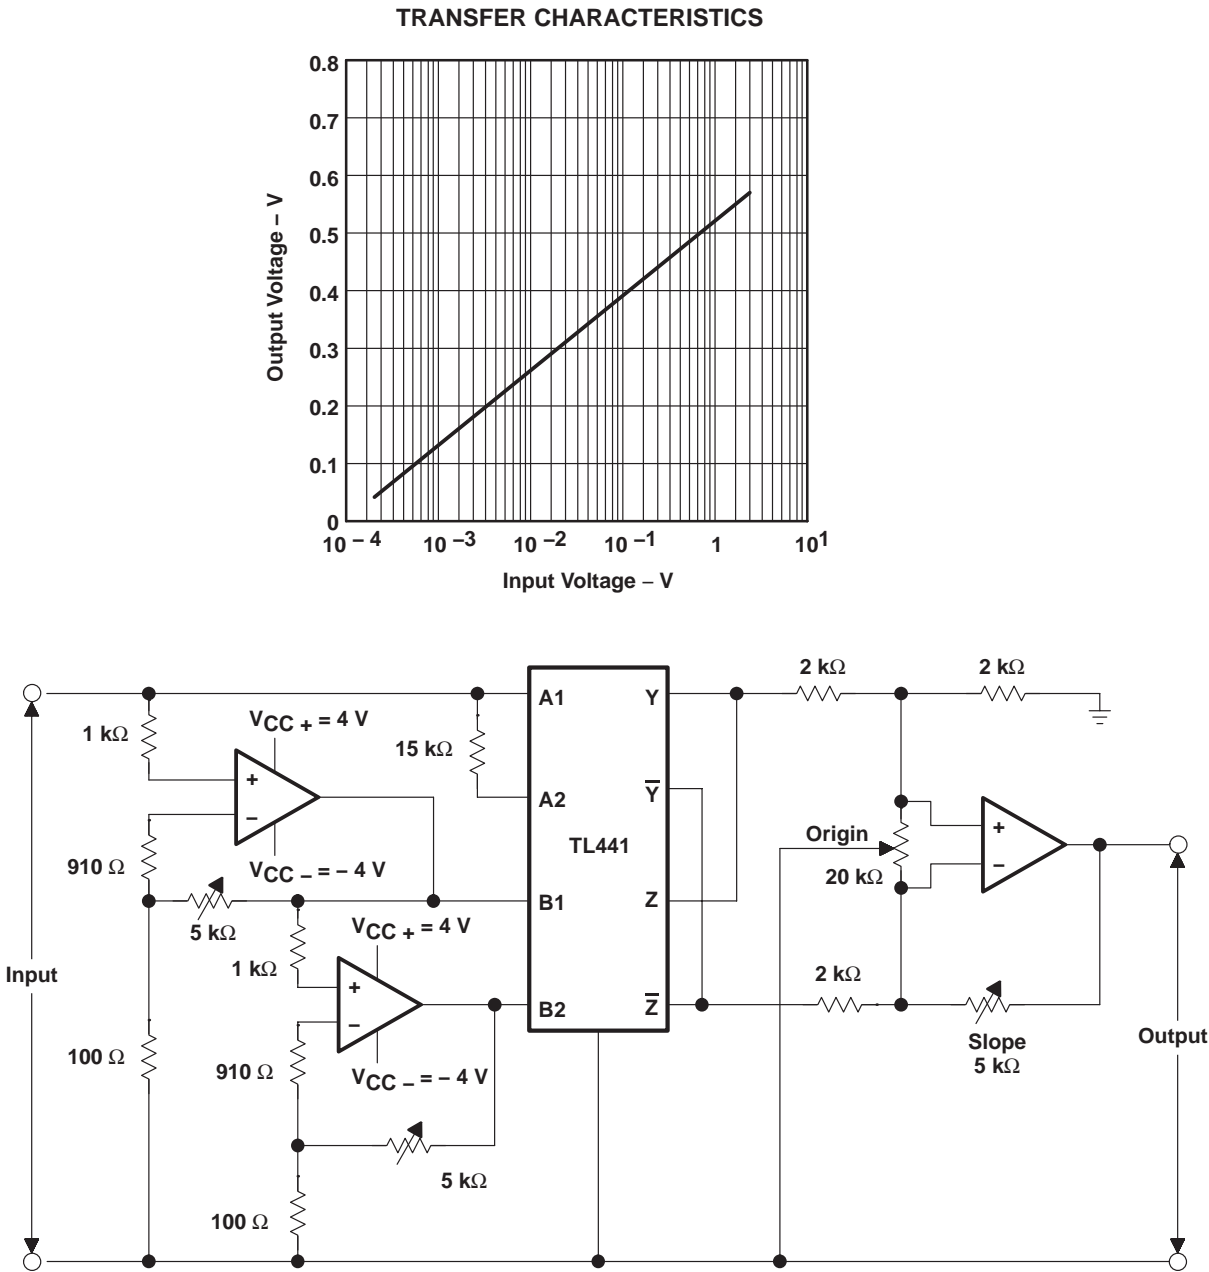 TRANSFER CHARACTERISTICS
0.8
0.7
0.6
0.5
0.4
0.3
0.2
0.1
0
Output Voltage – V
10 – 4 10 –3 10 –2 10 –1 1 10 1
Input Voltage – V
2 kΩ 2 kΩ
A1 Y
VCC + = 4 V
1 kΩ
15 kΩ
+
A2 Y
–
TL441
Origin
+
–
910 Ω
VCC – = – 4 V
20 kΩ
B1 Z
5 kΩ
VCC + = 4 V
1 kΩ
Input
+
2 kΩ
B2 Z
–
Slope
5 kΩ
Output
100 Ω
910 Ω
VCC – = – 4 V
5 kΩ
100 Ω